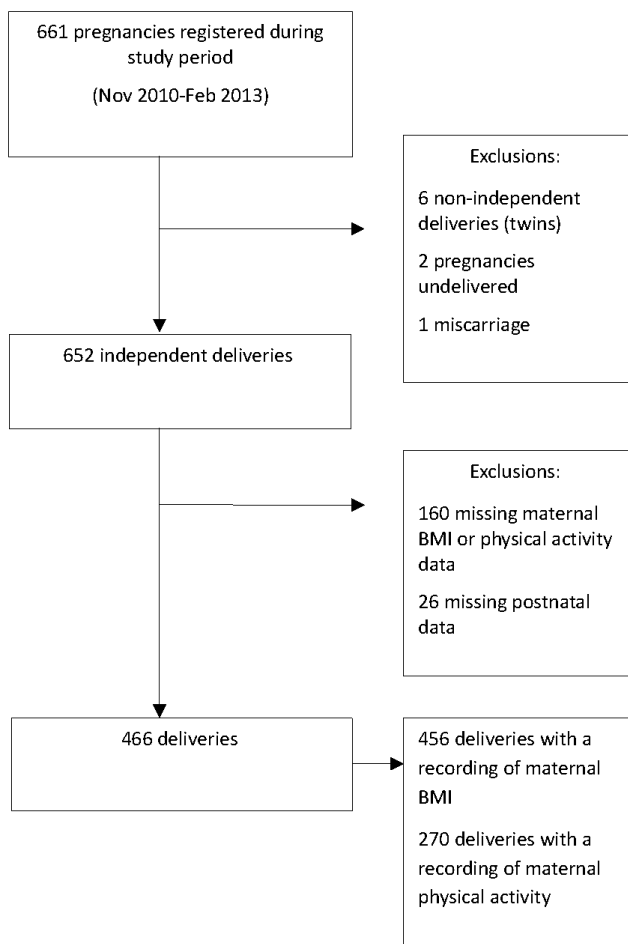 661 pregnancies registered during
study period
(Nov 2010-Feb 2013)
Exclusions:
6 non-independent
deliveries (twins)
2 pregnancies
undelivered
1 miscarriage
652 independent deliveries
Exclusions:
160 missing maternal
BMI or physical activity
data
26 missing postnatal
data
466 deliveries
456 deliveries with a
recording of maternal
BMI
270 deliveries with a
recording of maternal
physical activity